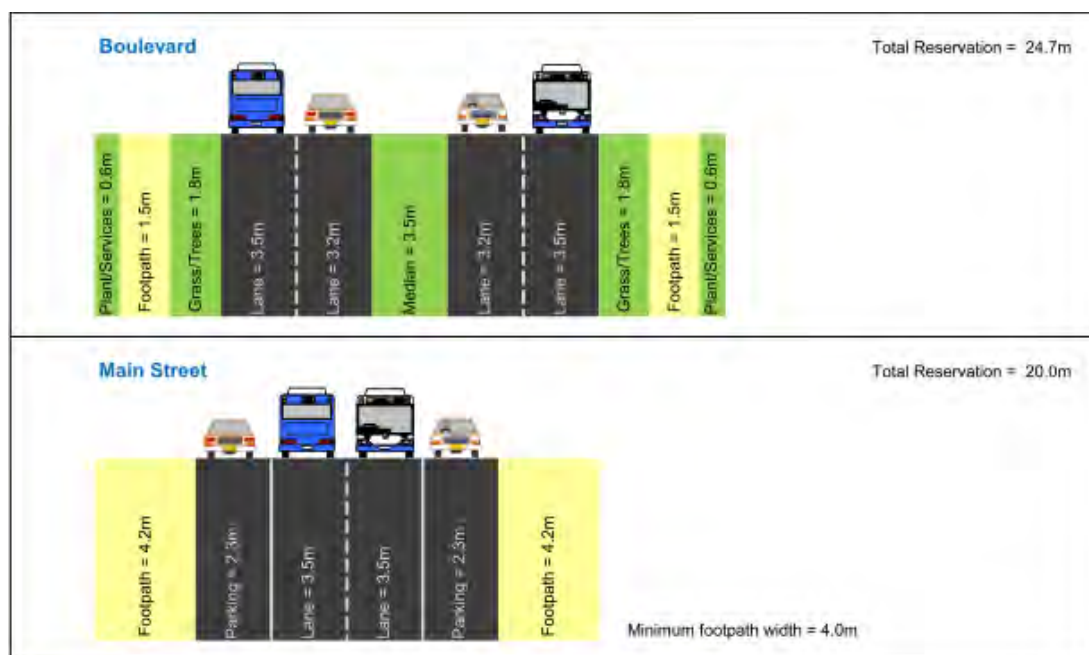 Boulevard
Total Reservation = 24.7m
Plant/Services = 0.6m
Footpath = 1.5m
Grass/Trees = 1.8m
Lane = 3.5m
Lane = 3.2m
Median = 3.5m
Lane = 3.2m
Lane = 3.5m
Grass/Trees = 1.8m
Footpath = 1.5m
Plant/Services = 0.6m
Main Street
Total Reservation = 20.0m
Footpath = 4.2m
Parking = 2.3m
Lane = 3.5m
Lane = 3.5m
Parking = 2.3m
Footpath = 4.2m
Minimum footpath width = 4.0m